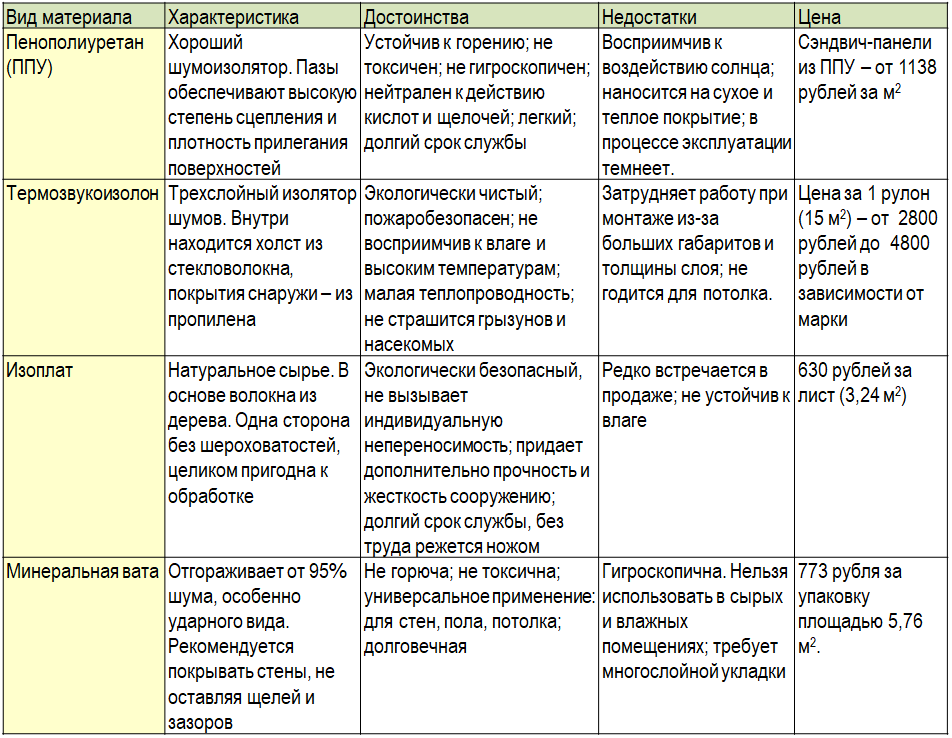 Вид материала
Характеристика
Достоинства
Недостатки
Цена
Пенополиуретан
(ППУ)
Хороший
шумоизолятор. Пазы
обеспечивают высокую
степень сцепления и
плотность прилегания
поверхностей
Устойчив к горению; не
токсичен; не гигроскопичен;
нейтрален к действию
кислот и щелочей; легкий;
долгий срок службы
Восприимчив к
воздействию солнца;
наносится на сухое и
теплое покрытие; в
процессе эксплуатации
темнеет.
Сэндвич-панели
из ППУ – от 1138
рублей за м²
Термозвукоизолон
Трехслойный изолятор
шумов. Внутри
находится холст из
стекловолокна,
покрытия снаружи – из
пропилена
Экологически чистый;
пожаробезопасен; не
восприимчив к влаге и
высоким температурам;
малая теплопроводность;
не страшится грызунов и
насекомых
Затрудняет работу при
монтаже из-за
больших габаритов и
толщины слоя; не
годится для потолка.
Цена за 1 рулон
(15 м²) – от 2800
рублей до 4800
рублей в
зависимости от
марки
Изоплат
Натуральное сырье. В
основе волокна из
дерева. Одна сторона
без шероховатостей,
целиком пригодна к
обработке
Экологически безопасный,
не вызывает
индивидуальную
непереносимость; придает
дополнительно прочность и
жесткость сооружению;
долгий срок службы, без
труда режется ножом
Редко встречается в
продаже; не устойчив к
влаге
630 рублей за
лист (3,24 м²)
Минеральная вата
Отгораживает от 95%
шума, особенно
ударного вида.
Рекомендуется
покрывать стены, не
оставляя щелей и
зазоров
Не горюча; не токсична;
универсальное применение:
для стен, пола, потолка;
долговечная
Гигроскопична. Нельзя
использовать в сырых
и влажных
помещениях; требует
многослойной укладки
773 рубля за
упаковку
площадью 5,76
м².